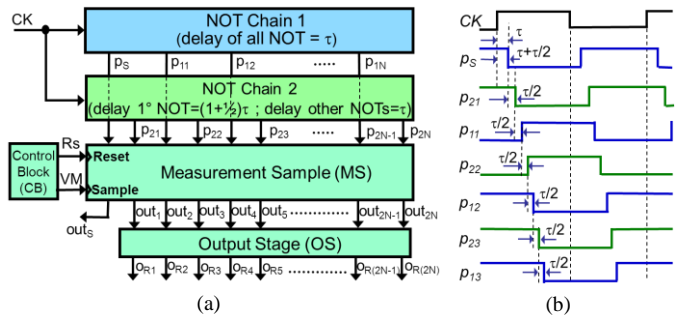 CK
NOT Chain 1
(delay of all NOT = τ)
pS p11 p12 ..... p1N
NOT Chain 2
(delay 1° NOT=(1+½)τ ; delay other NOTs=τ)
p21 p22 p23 ..... p2N-1 p2N
Control
Block
(CB)
Rs
VM
Reset
Sample
Measurement Sample (MS)
outS
out1 out2 out3 out4 out5 ............. out2N-1 out2N
Output Stage (OS)
oR1 oR2 oR3 oR4 oR5 .................. oR(2N-1) oR(2N)
(a)
CK
τ
pS
τ+τ/2
p21
τ/2
p11
τ/2
p22
τ/2
p12
τ/2
p23
τ/2
p13
τ/2
(b)